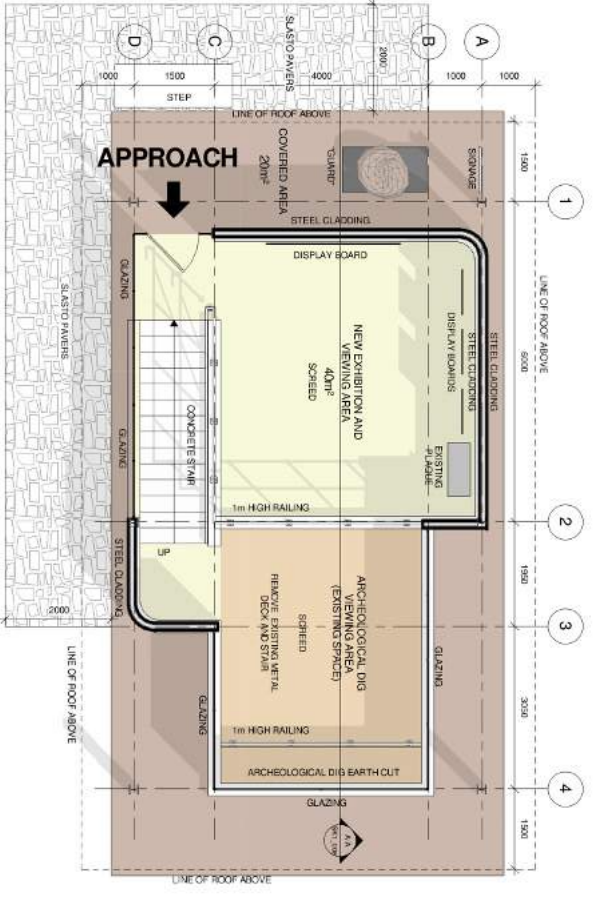 D
C
B
A
SLASTO PAVERS
2000
1000
1500
4000
1000
1000
STEP
LINE OF ROOF ABOVE
APPROACH
COVERED AREA
20m²
"GUARD"
SIGNAGE
1500
1
STEEL CLADDING
DISPLAY BOARD
GLAZING
SLASTO PAVERS
NEW EXHIBITION AND
VIEWING AREA
40m²
SCREED
DISPLAY BOARDS
STEEL CLADDING
STEEL CLADDING
LINE OF ROOF ABOVE
6000
CONCRETE STAIR
GLAZING
EXISTING
PLAQUE
1m HIGH RAILING
2
UP
STEEL CLADDING
2000
ARCHEOLOGICAL DIG
VIEWING AREA
(EXISTING SPACE)
SCREED
REMOVE EXISTING METAL
DECK AND STAIR
1950
3
GLAZING
LINE OF ROOF ABOVE
GLAZING
3050
1m HIGH RAILING
ARCHEOLOGICAL DIG EARTH CUT
4
GLAZING
A-A
1500
LINE OF ROOF ABOVE